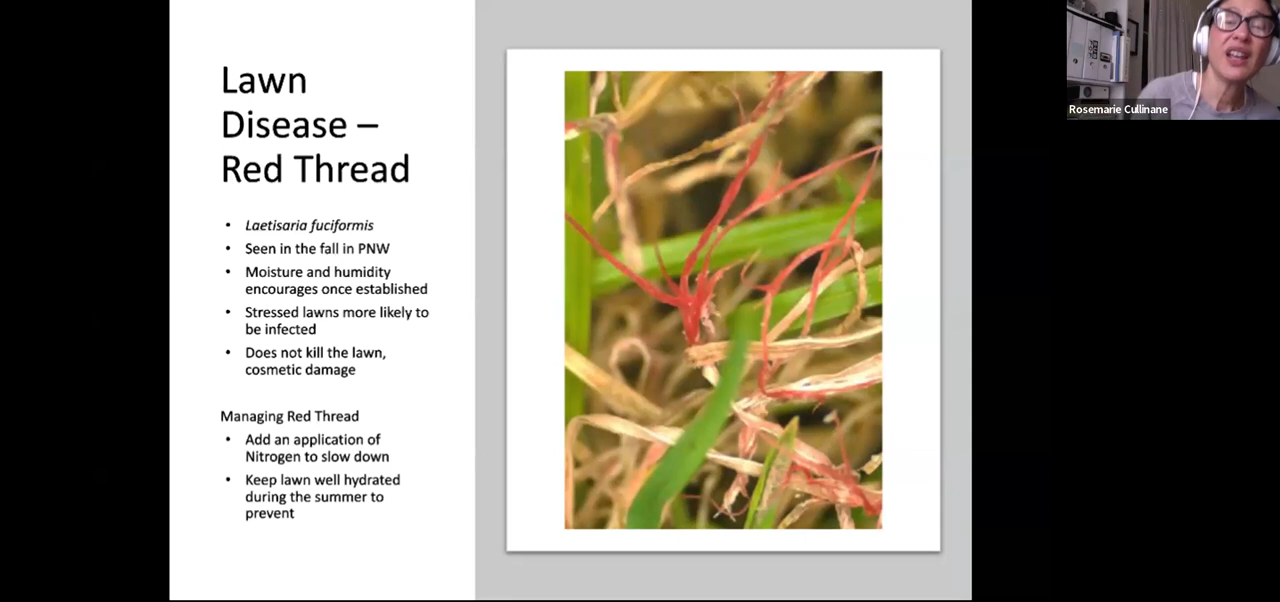 Lawn
Disease –
Red Thread
• Laetisaria fuciformis
• Seen in the fall in PNW
• Moisture and humidity
encourages once established
• Stressed lawns more likely to
be infected
• Does not kill the lawn,
cosmetic damage
Managing Red Thread
• Add an application of
Nitrogen to slow down
• Keep lawn well hydrated
during the summer to
prevent
Rosemarie Cullinane